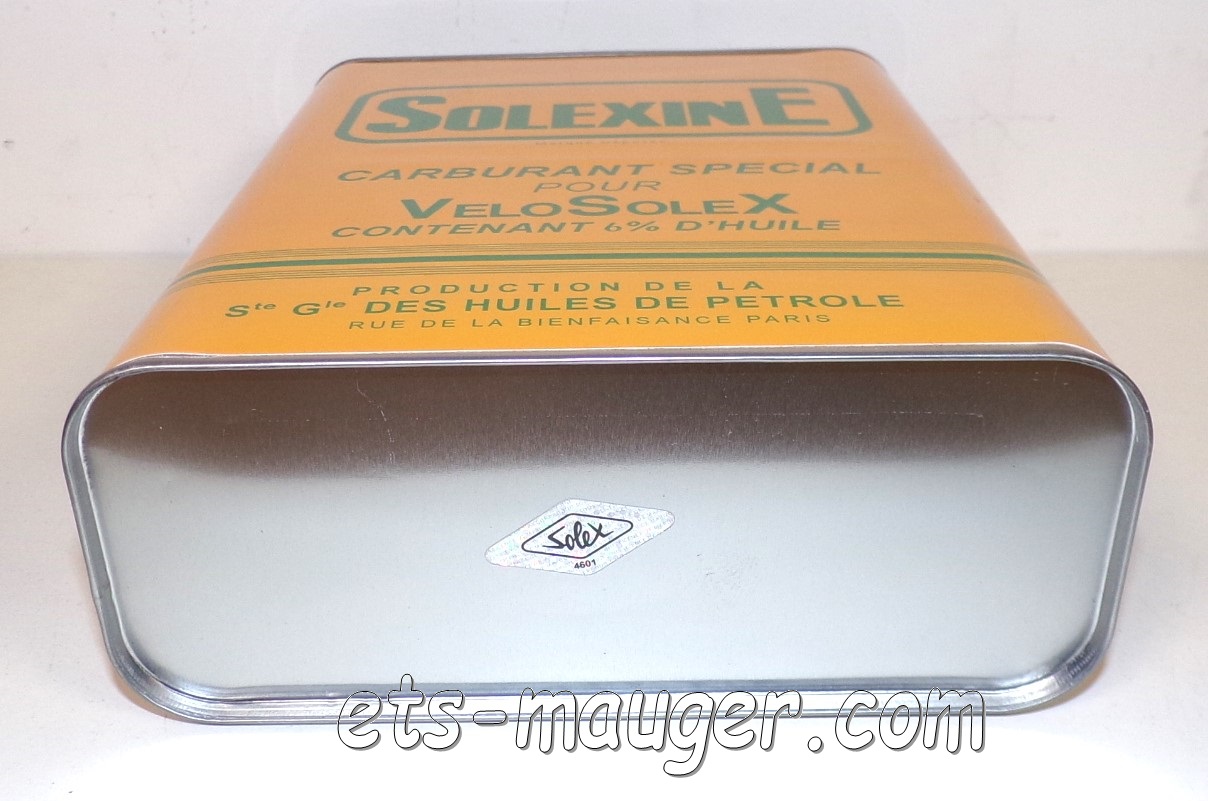 SOLEXINE
CARBURANT SPECIAL
POUR
VELOSOLEX
CONTENANT 6% D'HUILE
PRODUCTION DE LA
Ste Gle DES HUILES DE PETROLE
RUE DE LA BIENFAISANCE PARIS
Solex
4601
ets-mauger.com